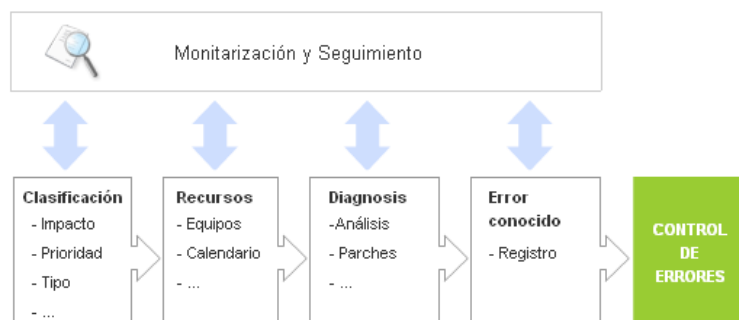 Monitarización y Seguimiento
Clasificación
- Impacto
- Prioridad
- Tipo
- ...
Recursos
- Equipos
- Calendario
- ...
Diagnosis
-Análisis
- Parches
- ...
Error
conocido
- Registro
CONTROL
DE
ERRORES